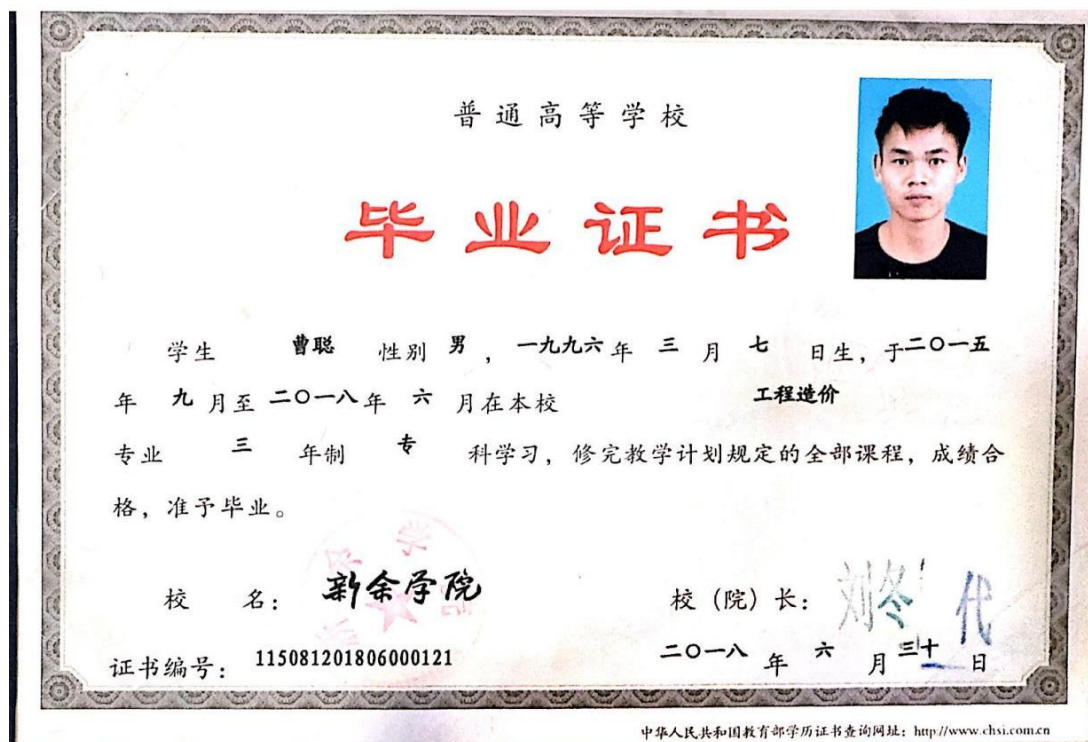 普通高等学校
毕业证书
学生 曹聪 性别 男 , 一九九六 年 三 月 七 日生, 于 二〇一五
年 九 月至 二〇一八 年 六 月在本校 工程造价
专业 三 年制 专 科学习, 修完教学计划规定的全部课程, 成绩合
格, 准予毕业。
校 名: 新余学院
校 (院) 长: 刘冬 代
证书编号: 115081201806000121
二〇一八 年 六 月 三十 日
中华人民共和国教育部学历证书查询网址: http://www.chsi.com.cn